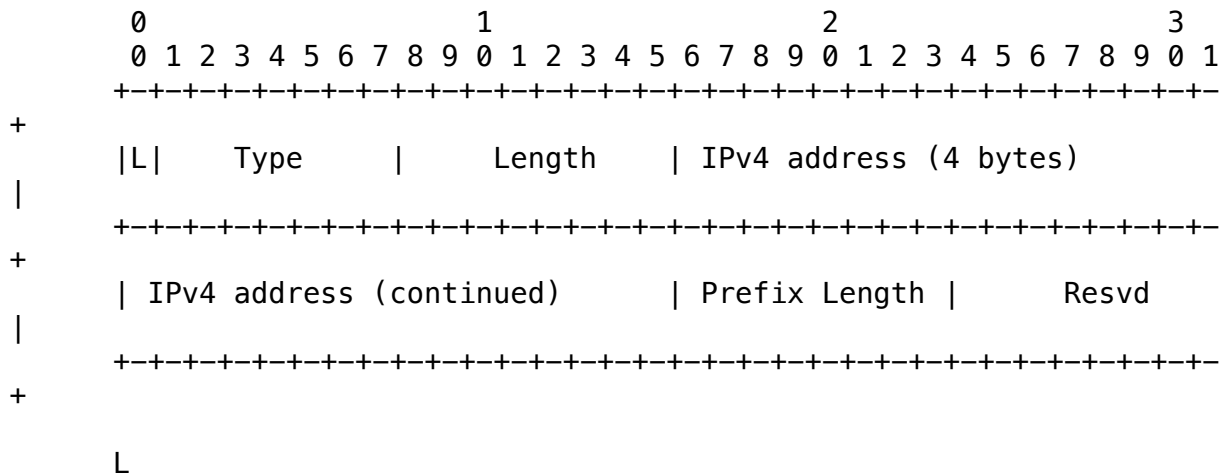 0                   1                   2                   3
0 1 2 3 4 5 6 7 8 9 0 1 2 3 4 5 6 7 8 9 0 1 2 3 4 5 6 7 8 9 0 1
+-+-+-+-+-+-+-+-+-+-+-+-+-+-+-+-+-+-+-+-+-+-+-+-+-+-+-+-+-+-+-+-
+
|L|    Type     |     Length    | IPv4 address (4 bytes)
|
+-+-+-+-+-+-+-+-+-+-+-+-+-+-+-+-+-+-+-+-+-+-+-+-+-+-+-+-+-+-+-+-
+
| IPv4 address (continued)      | Prefix Length |      Resvd
|
+-+-+-+-+-+-+-+-+-+-+-+-+-+-+-+-+-+-+-+-+-+-+-+-+-+-+-+-+-+-+-+-
+
L